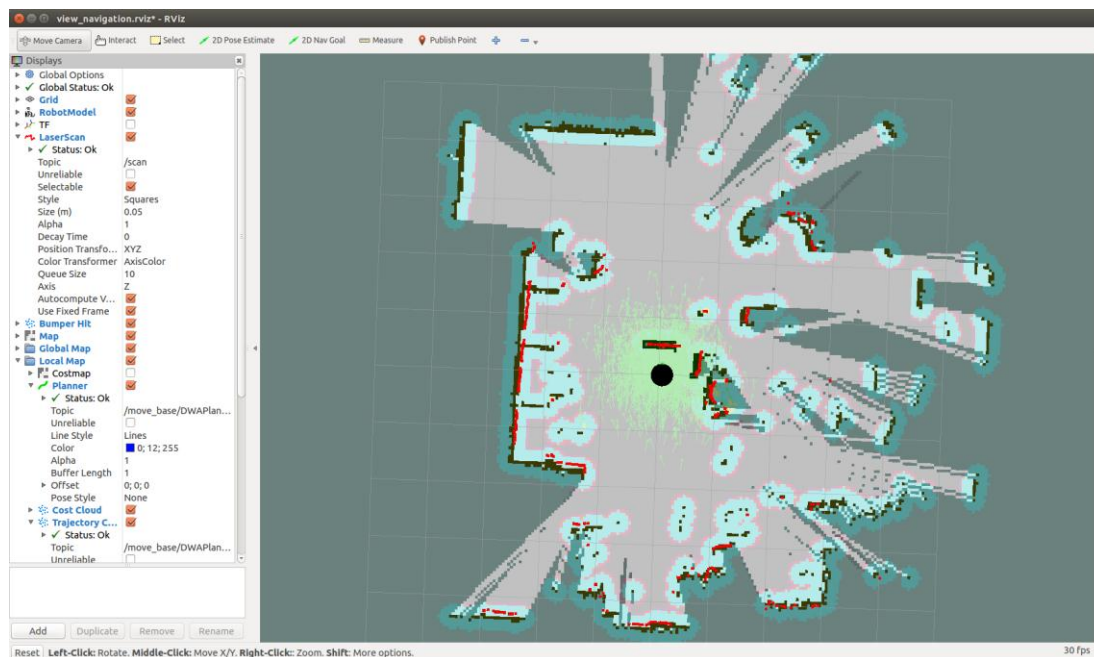 view_navigation.rviz* - RViz
Move Camera Interact Select 2D Pose Estimate 2D Nav Goal Measure Publish Point
Displays
Global Options
Global Status: Ok
Grid
RobotModel
TF
LaserScan
Status: Ok
Topic /scan
Unreliable
Selectable
Style Squares
Size (m) 0.05
Alpha 1
Decay Time 0
Position Transfo... XYZ
Color Transformer AxisColor
Queue Size 10
Axis Z
Autocompute V...
Use Fixed Frame
Bumper Hit
Map
Global Map
Local Map
Costmap
Planner
Status: Ok
Topic /move_base/DWAPlan...
Unreliable
Line Style Lines
Color 0; 12; 255
Alpha 1
Buffer Length 1
Offset 0; 0; 0
Pose Style None
Cost Cloud
Trajectory C...
Status: Ok
Topic /move_base/DWAPlan...
Unreliable
Add Duplicate Remove Rename
Reset Left-Click: Rotate. Middle-Click: Move X/Y. Right-Click:: Zoom. Shift: More options. 30 fps